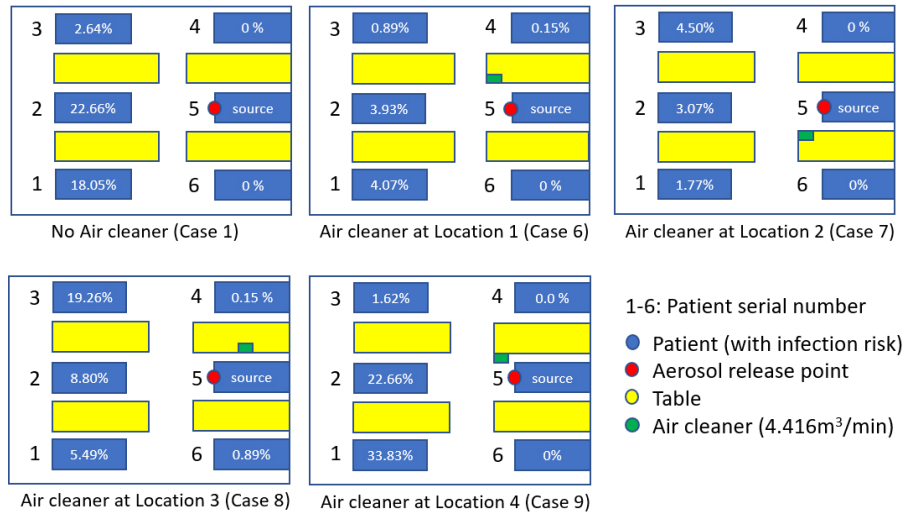 3 2.64% 4 0 %
2 22.66% 5 source
1 18.05% 6 0 %
No Air cleaner (Case 1)
3 0.89% 4 0.15%
2 3.93% 5 source
1 4.07% 6 0 %
Air cleaner at Location 1 (Case 6)
3 4.50% 4 0 %
2 3.07% 5 source
1 1.77% 6 0%
Air cleaner at Location 2 (Case 7)
3 19.26% 4 0.15 %
2 8.80% 5 source
1 5.49% 6 0.89%
Air cleaner at Location 3 (Case 8)
3 1.62% 4 0.0 %
2 22.66% 5 source
1 33.83% 6 0%
Air cleaner at Location 4 (Case 9)
1-6: Patient serial number
Patient (with infection risk)
Aerosol release point
Table
Air cleaner (4.416m³/min)